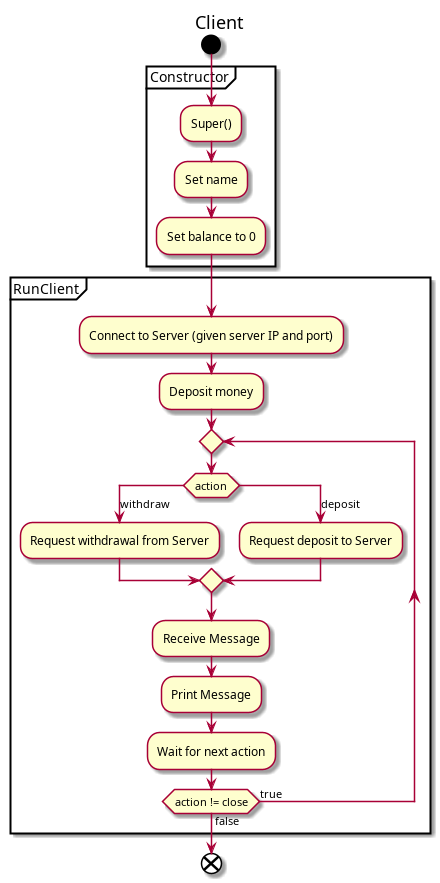 Client
Constructor
Super()
Set name
Set balance to 0
RunClient
Connect to Server (given server IP and port)
Deposit money
action
withdraw
deposit
Request withdrawal from Server
Request deposit to Server
Receive Message
Print Message
Wait for next action
action != close
true
false